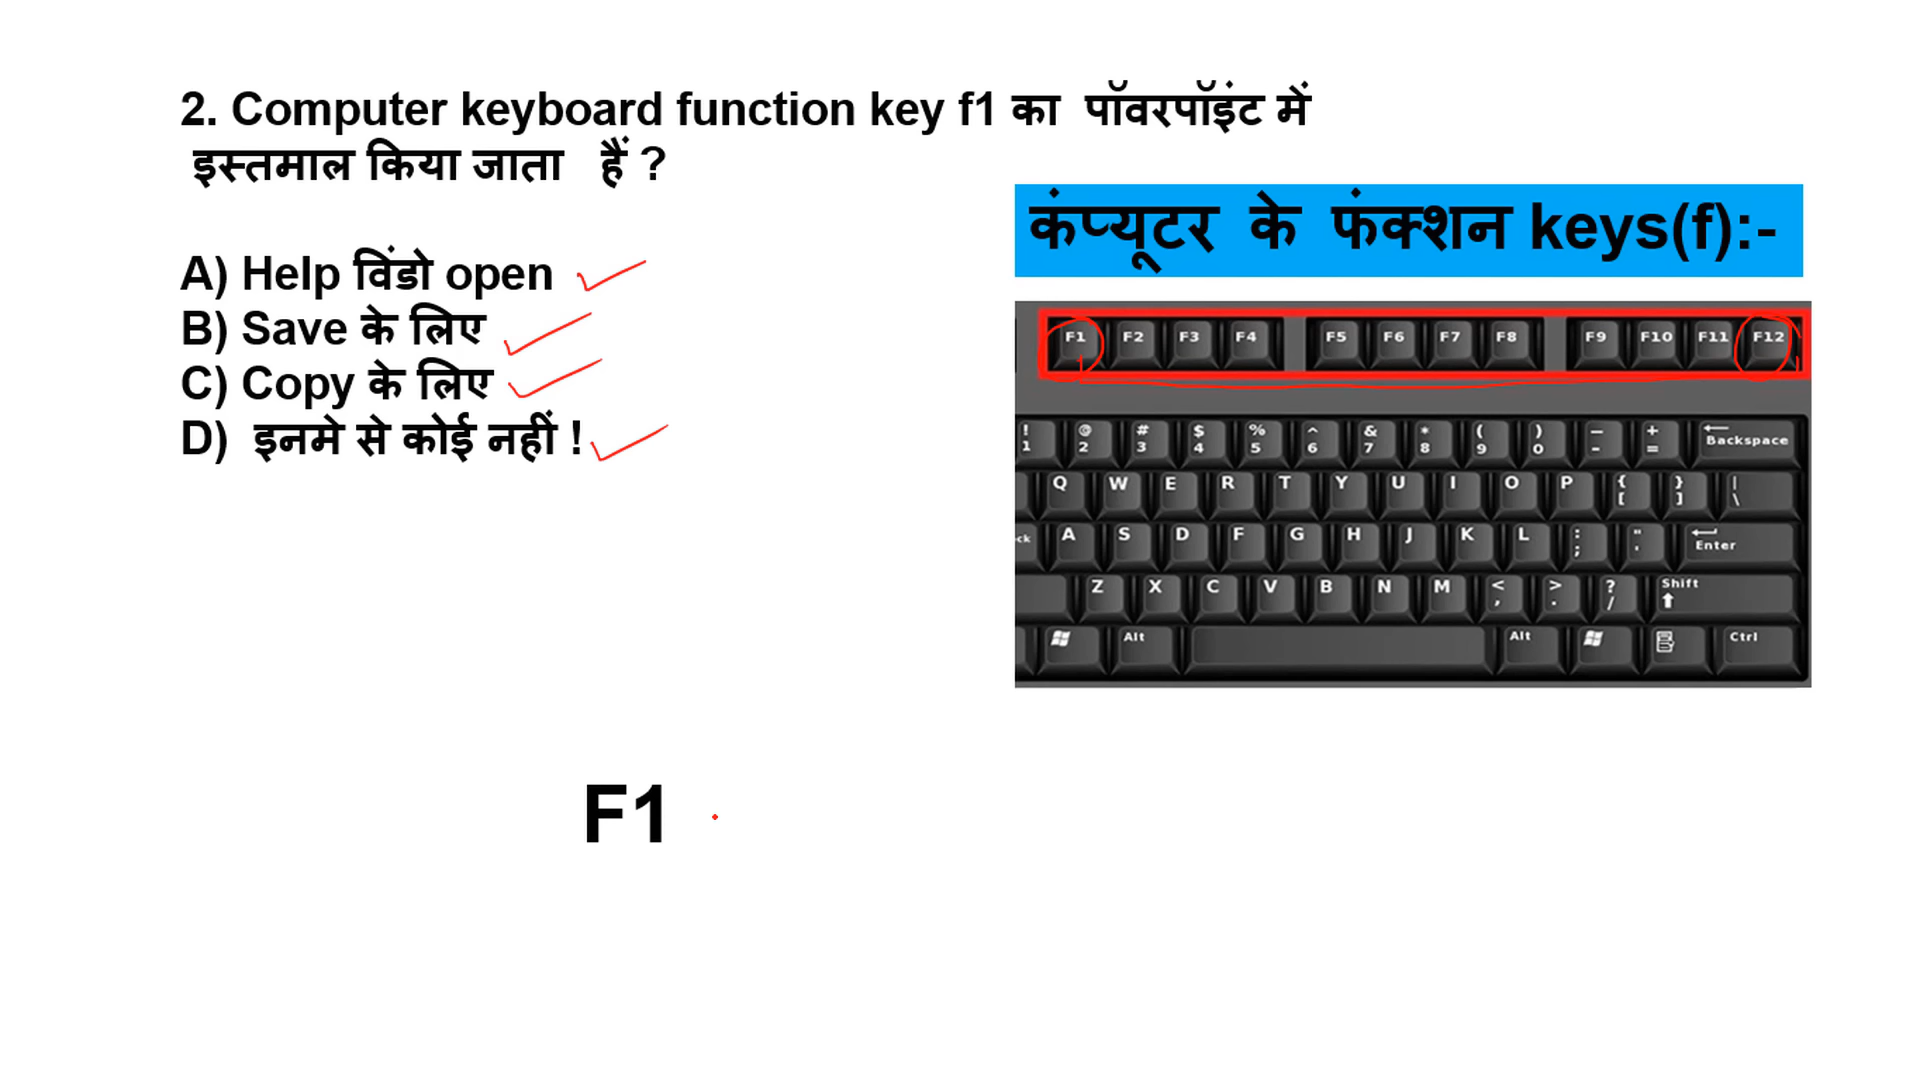 2. Computer keyboard function key f1 का पॉवरपॉइंट में
इस्तमाल किया जाता हैं ?
कंप्यूटर के फंक्शन keys(f):-
A) Help विंडो open
B) Save के लिए
C) Copy के लिए
D) इनमे से कोई नहीं !
F1 F2 F3 F4 F5 F6 F7 F8 F9 F10 F11 F12
! @ # $ % ^ & * ( ) — + Backspace
1 2 3 4 5 6 7 8 9 0 - =
Q W E R T Y U I O P { } |
[ ] \
A S D F G H J K L : " Enter
; '
Z X C V B N M < > ? Shift
, . /
Alt Alt Ctrl
F1